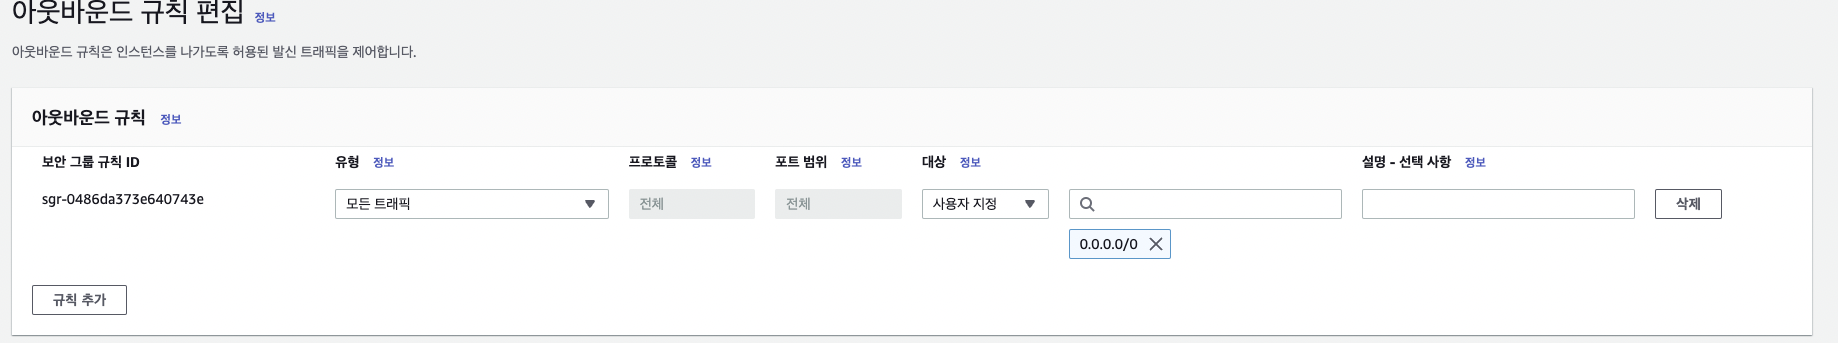 아웃바운드 규칙 편집 정보
아웃바운드 규칙은 인스턴스를 나가도록 허용된 발신 트래픽을 제어합니다.
아웃바운드 규칙 정보
보안 그룹 규칙 ID 유형 정보 프로토콜 정보 포트 범위 정보 대상 정보 설명 - 선택 사항 정보
sgr-0486da373e640743e 모든 트래픽 전체 전체 사용자 지정 삭제
0.0.0.0/0
규칙 추가